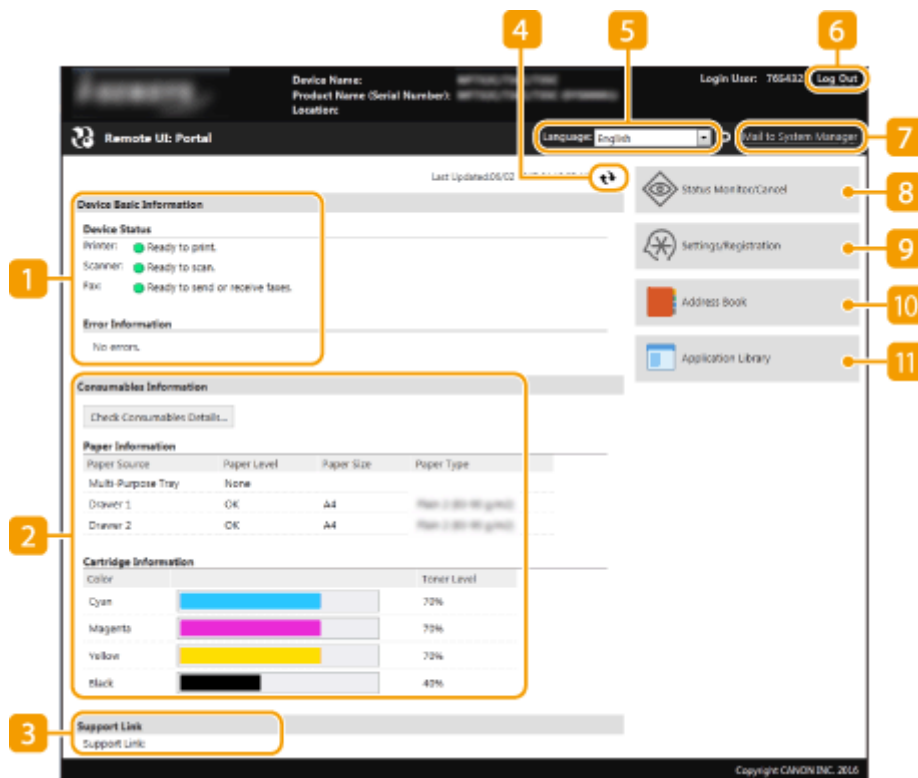 4 5 6
Device Name:
Product Name (Serial Number):
Location:
Login User: 765432 Log Out
Remote UI: Portal
Language: English
Mail to System Manager
7
Last Updated:06/02
Device Basic Information
1
Device Status
Printer: Ready to print.
Scanner: Ready to scan.
Fax: Ready to send or receive faxes.
Error Information
No errors.
Status Monitor/Cancel
8
Settings/Registration
9
Address Book
10
Application Library
11
Consumables Information
2
Check Consumables Details...
Paper Information
Paper Source Paper Level Paper Size Paper Type
Multi-Purpose Tray None
Drawer 1 OK A4
Drawer 2 OK A4
Cartridge Information
Color Toner Level
Cyan 70%
Magenta 70%
Yellow 70%
Black 40%
3
Support Link
Support Link:
Copyright CANON INC. 2016